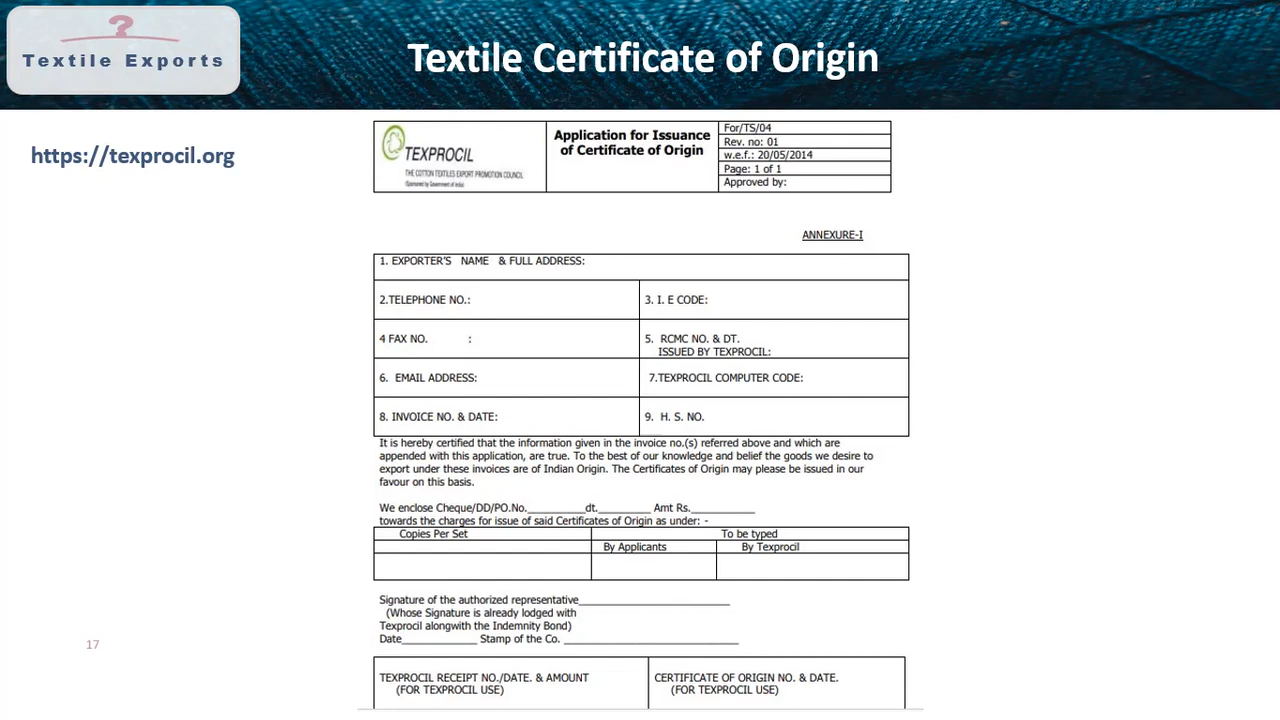 Textile Exports
Textile Certificate of Origin
https://texprocil.org
TEXPROCIL
THE COTTON TEXTILES EXPORT PROMOTION COUNCIL
(Sponsored by Government of India)
Application for Issuance
of Certificate of Origin
For/TS/04
Rev. no: 01
w.e.f.: 20/05/2014
Page: 1 of 1
Approved by:
ANNEXURE-I
1. EXPORTER'S NAME & FULL ADDRESS:
2.TELEPHONE NO.:
3. I. E CODE:
4 FAX NO. :
5. RCMC NO. & DT.
ISSUED BY TEXPROCIL:
6. EMAIL ADDRESS:
7.TEXPROCIL COMPUTER CODE:
8. INVOICE NO. & DATE:
9. H. S. NO.
It is hereby certified that the information given in the invoice no.(s) referred above and which are
appended with this application, are true. To the best of our knowledge and belief the goods we desire to
export under these invoices are of Indian Origin. The Certificates of Origin may please be issued in our
favour on this basis.
We enclose Cheque/DD/PO.No.__________dt._________ Amt Rs.___________
towards the charges for issue of said Certificates of Origin as under: -
Copies Per Set
To be typed
By Applicants
By Texprocil
Signature of the authorized representative__________________________
(Whose Signature is already lodged with
Texprocil alongwith the Indemnity Bond)
Date_____________ Stamp of the Co. ______________________________
TEXPROCIL RECEIPT NO./DATE. & AMOUNT
(FOR TEXPROCIL USE)
CERTIFICATE OF ORIGIN NO. & DATE.
(FOR TEXPROCIL USE)
17